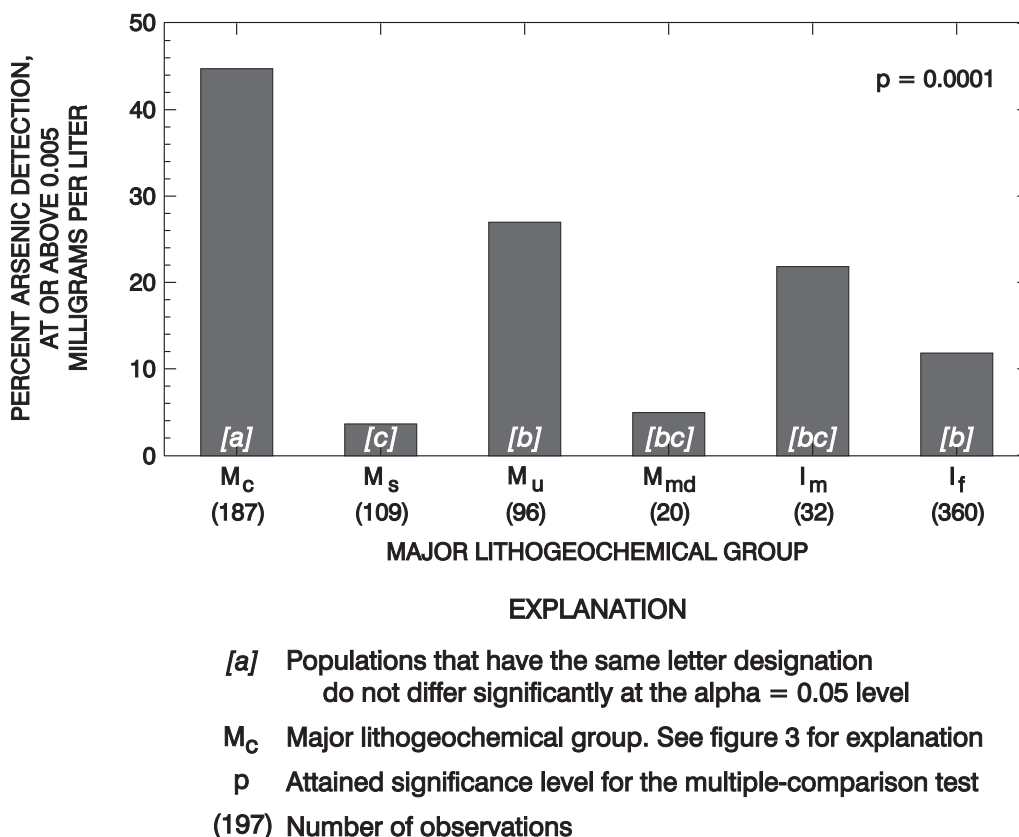 PERCENT ARSENIC DETECTION,
AT OR ABOVE 0.005
MILLIGRAMS PER LITER
50
40
30
20
10
0
p = 0.0001
[a] [c] [b] [bc] [bc] [b]
Mc Ms Mu Mmd Im If
(187) (109) (96) (20) (32) (360)
MAJOR LITHOGEOCHEMICAL GROUP
EXPLANATION
[a] Populations that have the same letter designation
do not differ significantly at the alpha = 0.05 level
Mc Major lithogeochemical group. See figure 3 for explanation
p Attained significance level for the multiple-comparison test
(197) Number of observations